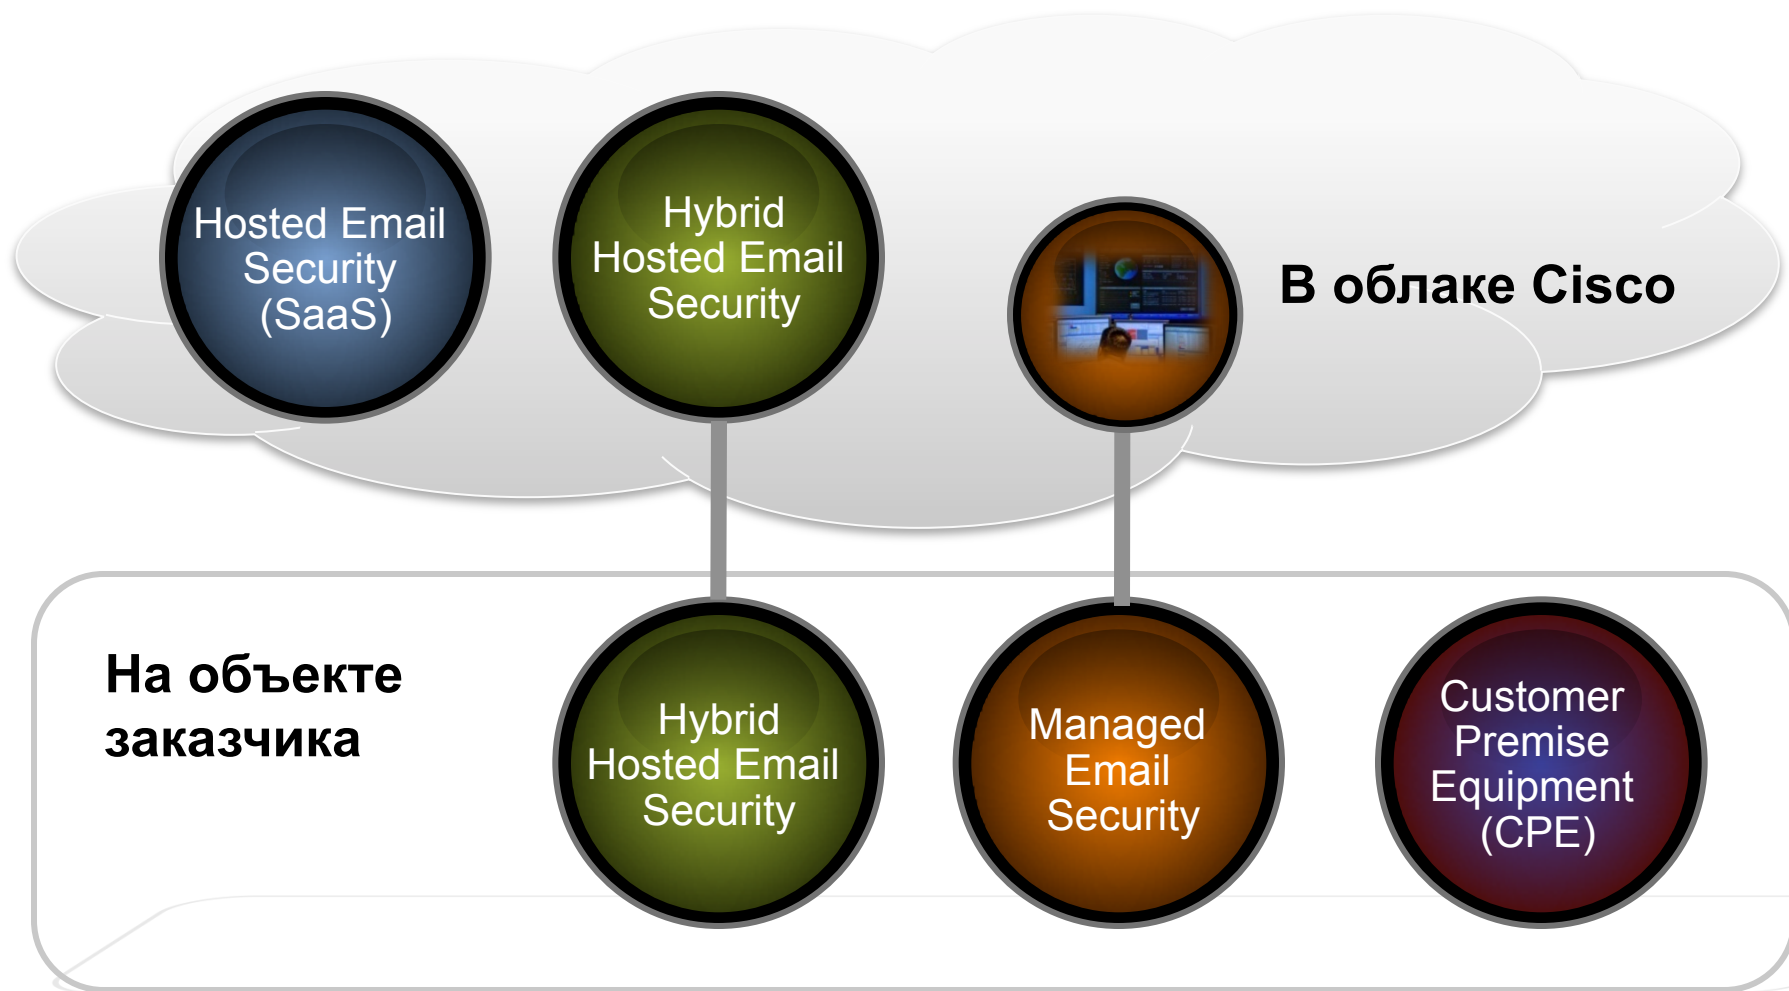 Hosted Email
Security
(SaaS)
Hybrid
Hosted Email
Security
В облаке Cisco
На объекте
заказчика
Hybrid
Hosted Email
Security
Managed
Email
Security
Customer
Premise
Equipment
(CPE)